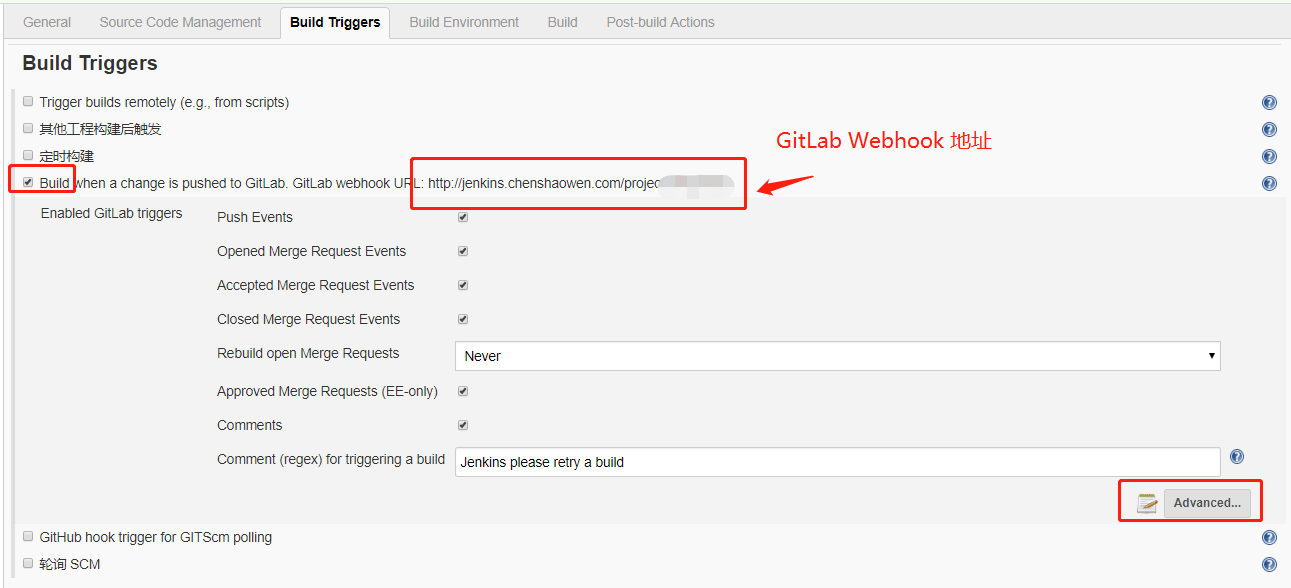 General Source Code Management Build Triggers Build Environment Build Post-build Actions
Build Triggers
Trigger builds remotely (e.g., from scripts)
其他工程构建后触发
GitLab Webhook 地址
定时构建
Build when a change is pushed to GitLab. GitLab webhook URL: http://jenkins.chenshaowen.com/projec
Enabled GitLab triggers
Push Events
Opened Merge Request Events
Accepted Merge Request Events
Closed Merge Request Events
Rebuild open Merge Requests Never
Approved Merge Requests (EE-only)
Comments
Comment (regex) for triggering a build Jenkins please retry a build
Advanced...
GitHub hook trigger for GITScm polling
轮询 SCM